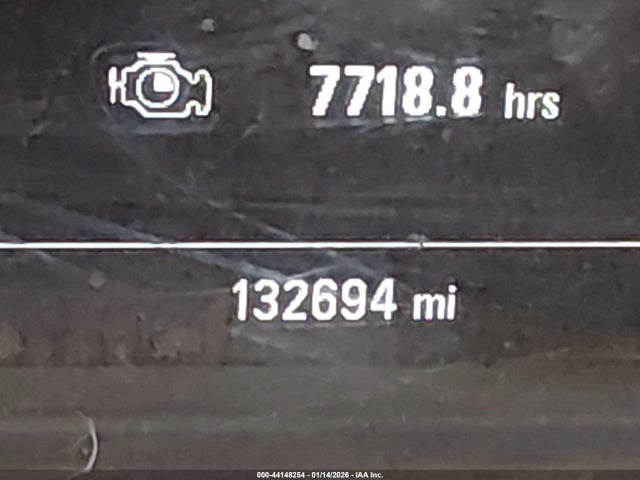 7718.8 hrs
132694 mi
000-44148254 - 01/14/2026 - IAA Inc.